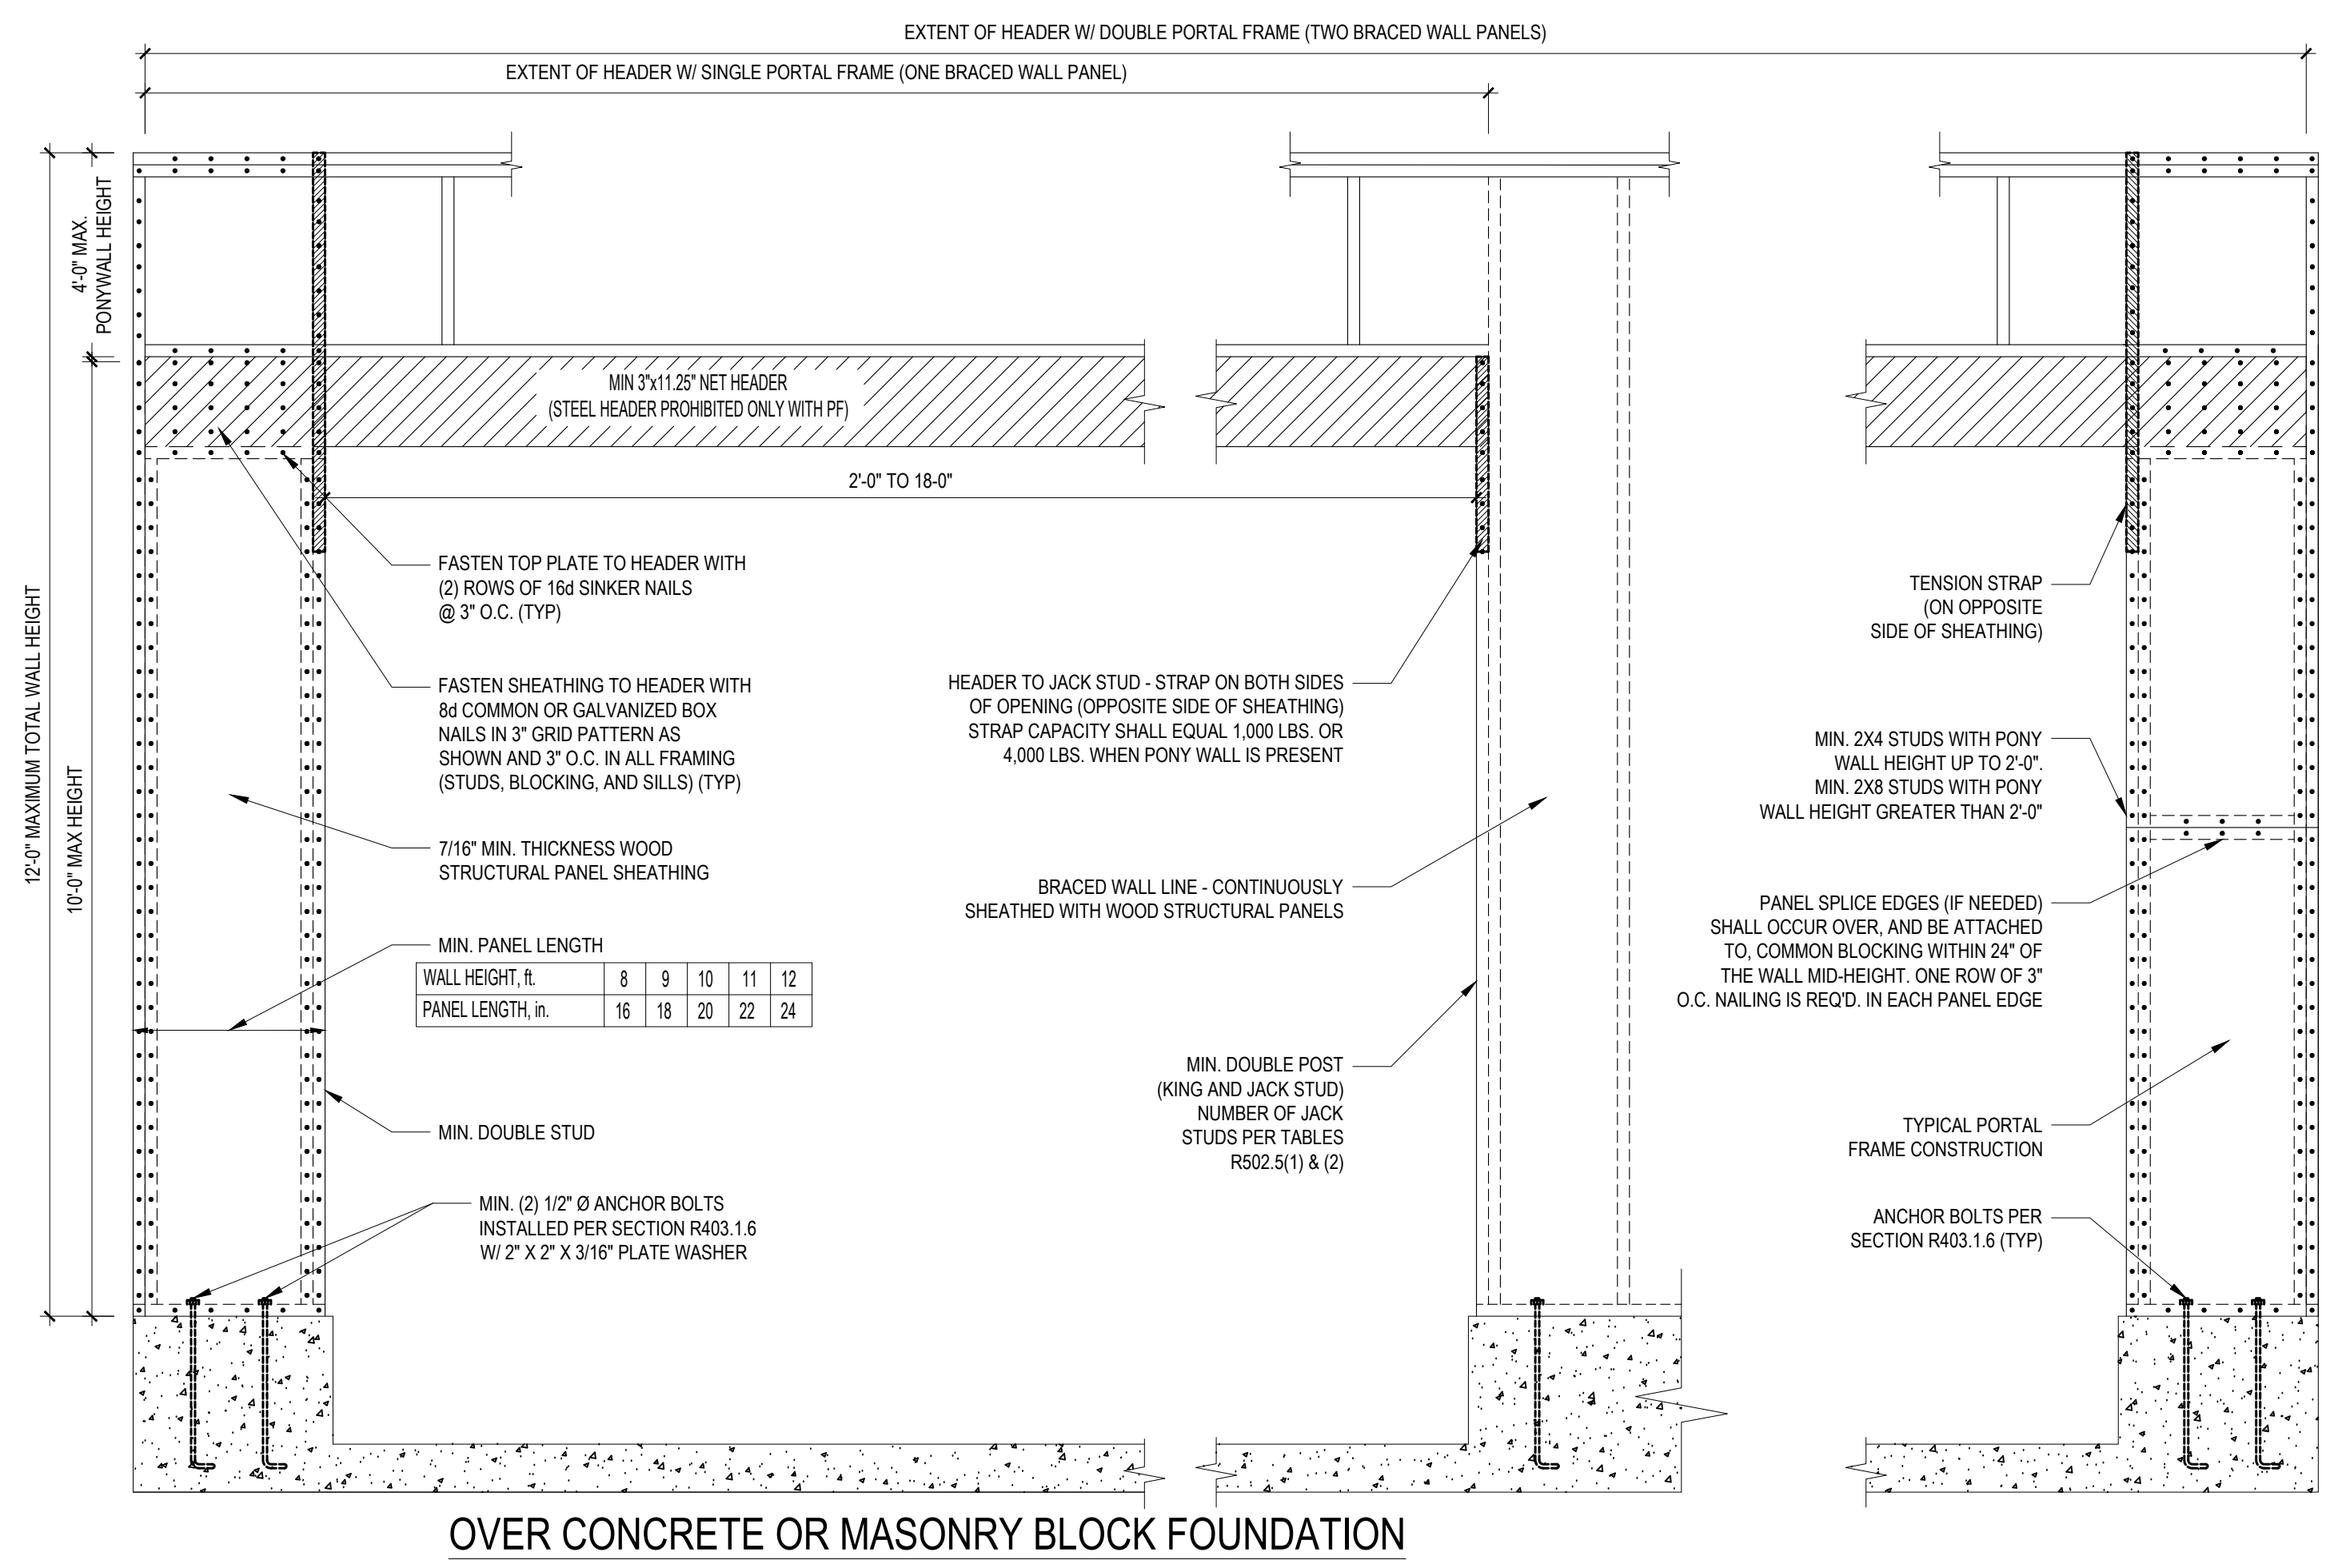 EXTENT OF HEADER W/ DOUBLE PORTAL FRAME (TWO BRACED WALL PANELS)
EXTENT OF HEADER W/ SINGLE PORTAL FRAME (ONE BRACED WALL PANEL)
4'-0" MAX.
PONYWALL HEIGHT
12'-0" MAXIMUM TOTAL WALL HEIGHT
10'-0" MAX HEIGHT
MIN 3"x11.25" NET HEADER
(STEEL HEADER PROHIBITED ONLY WITH PF)
2'-0" TO 18-0"
FASTEN TOP PLATE TO HEADER WITH
(2) ROWS OF 16d SINKER NAILS
@ 3" O.C. (TYP)
FASTEN SHEATHING TO HEADER WITH
8d COMMON OR GALVANIZED BOX
NAILS IN 3" GRID PATTERN AS
SHOWN AND 3" O.C. IN ALL FRAMING
(STUDS, BLOCKING, AND SILLS) (TYP)
7/16" MIN. THICKNESS WOOD
STRUCTURAL PANEL SHEATHING
MIN. PANEL LENGTH
WALL HEIGHT, ft. 8 9 10 11 12
PANEL LENGTH, in. 16 18 20 22 24
MIN. DOUBLE STUD
MIN. (2) 1/2" Ø ANCHOR BOLTS
INSTALLED PER SECTION R403.1.6
W/ 2" X 2" X 3/16" PLATE WASHER
HEADER TO JACK STUD - STRAP ON BOTH SIDES
OF OPENING (OPPOSITE SIDE OF SHEATHING)
STRAP CAPACITY SHALL EQUAL 1,000 LBS. OR
4,000 LBS. WHEN PONY WALL IS PRESENT
BRACED WALL LINE - CONTINUOUSLY
SHEATHED WITH WOOD STRUCTURAL PANELS
MIN. DOUBLE POST
(KING AND JACK STUD)
NUMBER OF JACK
STUDS PER TABLES
R502.5(1) & (2)
TENSION STRAP
(ON OPPOSITE
SIDE OF SHEATHING)
MIN. 2X4 STUDS WITH PONY
WALL HEIGHT UP TO 2'-0".
MIN. 2X8 STUDS WITH PONY
WALL HEIGHT GREATER THAN 2'-0"
PANEL SPLICE EDGES (IF NEEDED)
SHALL OCCUR OVER, AND BE ATTACHED
TO, COMMON BLOCKING WITHIN 24" OF
THE WALL MID-HEIGHT. ONE ROW OF 3"
O.C. NAILING IS REQ'D. IN EACH PANEL EDGE
TYPICAL PORTAL
FRAME CONSTRUCTION
ANCHOR BOLTS PER
SECTION R403.1.6 (TYP)
OVER CONCRETE OR MASONRY BLOCK FOUNDATION